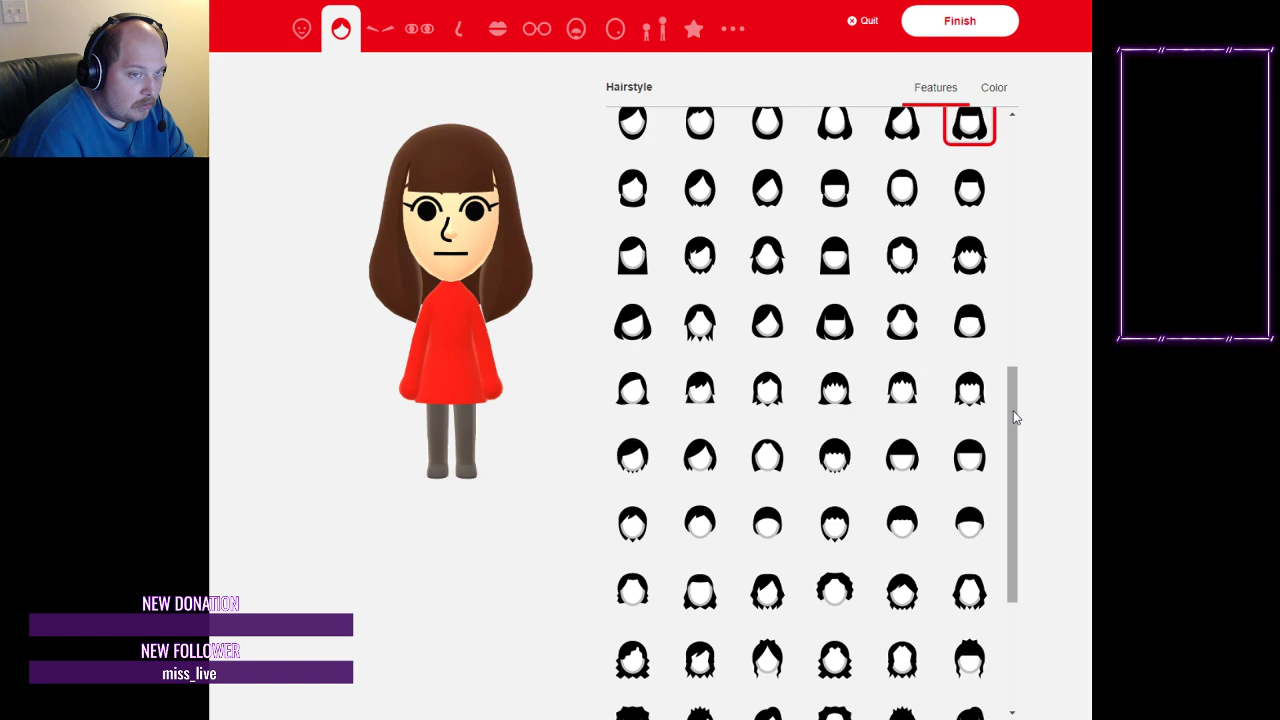 Quit
Finish
Hairstyle
Features
Color
NEW DONATION
NEW FOLLOWER
miss_live